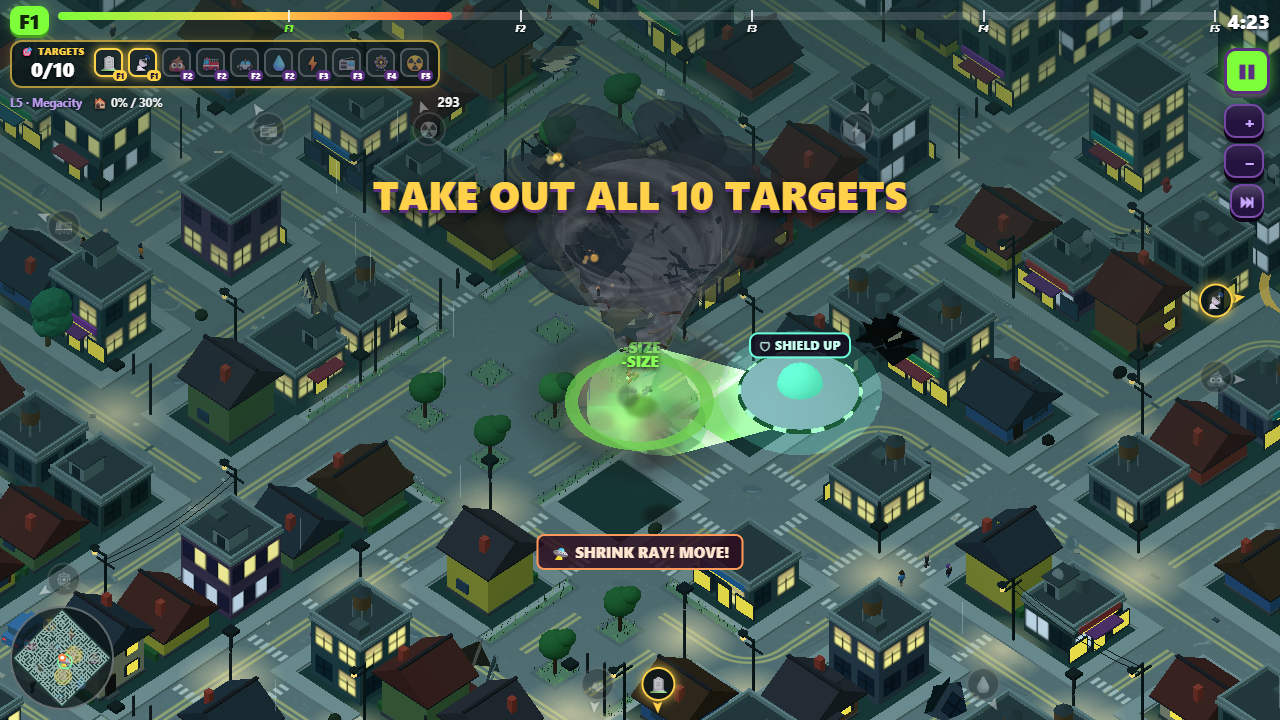 F1
F1
F2
F3
F4
F5
4:23
TARGETS
0/10
F1
F1
F2
F2
F2
F2
F3
F3
F4
F5
L5 · Megacity
0% / 30%
293
+
−
TAKE OUT ALL 10 TARGETS
-SIZE
-SIZE
SHIELD UP
SHRINK RAY! MOVE!